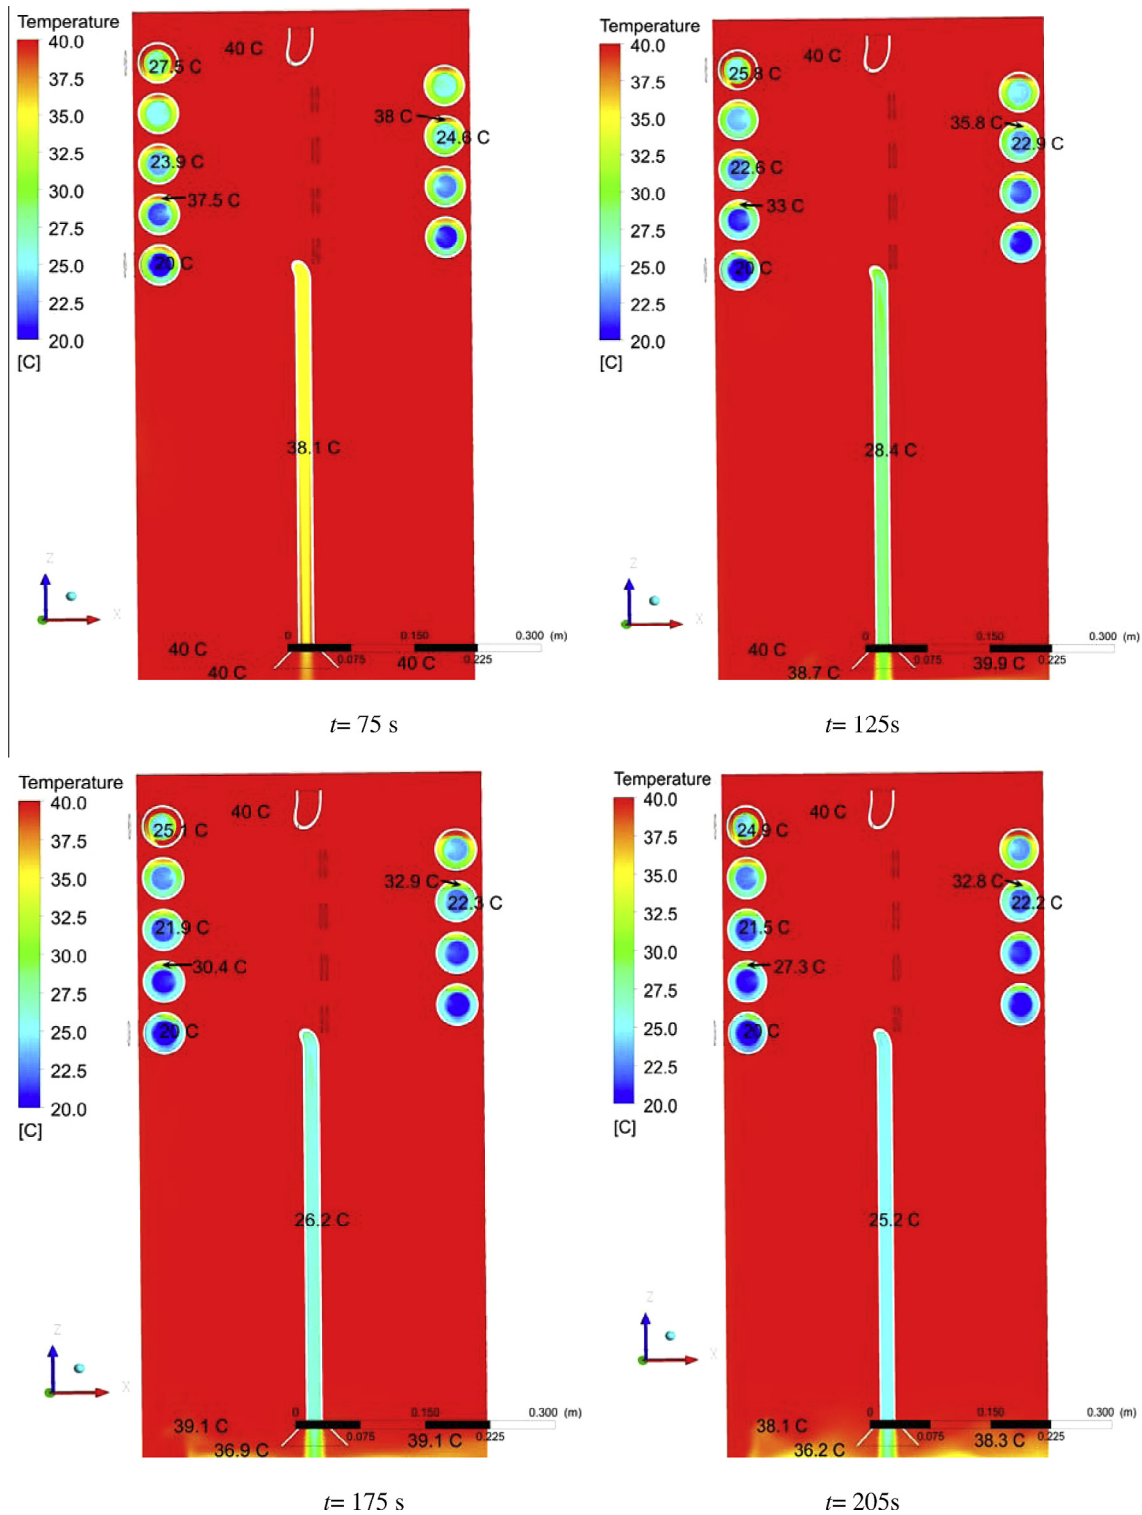 Temperature
40.0
37.5
35.0
32.5
30.0
27.5
25.0
22.5
20.0
[C]
40 C
27.5 C
38 C
24.6 C
23.9 C
37.5 C
20 C
38.1 C
Z
X
0
0.150
0.300 (m)
0.075
0.225
40 C
40 C
40 C
t= 75 s
Temperature
40.0
37.5
35.0
32.5
30.0
27.5
25.0
22.5
20.0
[C]
40 C
25.8 C
35.8 C
22.9 C
22.6 C
33 C
20 C
28.4 C
Z
X
0
0.150
0.300 (m)
0.075
0.225
40 C
38.7 C
39.9 C
t= 125s
Temperature
40.0
37.5
35.0
32.5
30.0
27.5
25.0
22.5
20.0
[C]
40 C
25.1 C
32.9 C
22.3 C
21.9 C
30.4 C
20 C
26.2 C
Z
X
0
0.150
0.300 (m)
0.075
0.225
39.1 C
36.9 C
39.1 C
t= 175 s
Temperature
40.0
37.5
35.0
32.5
30.0
27.5
25.0
22.5
20.0
[C]
40 C
24.9 C
32.8 C
22.2 C
21.5 C
27.3 C
20 C
25.2 C
Z
X
0
0.150
0.300 (m)
0.075
0.225
38.1 C
36.2 C
38.3 C
t= 205s